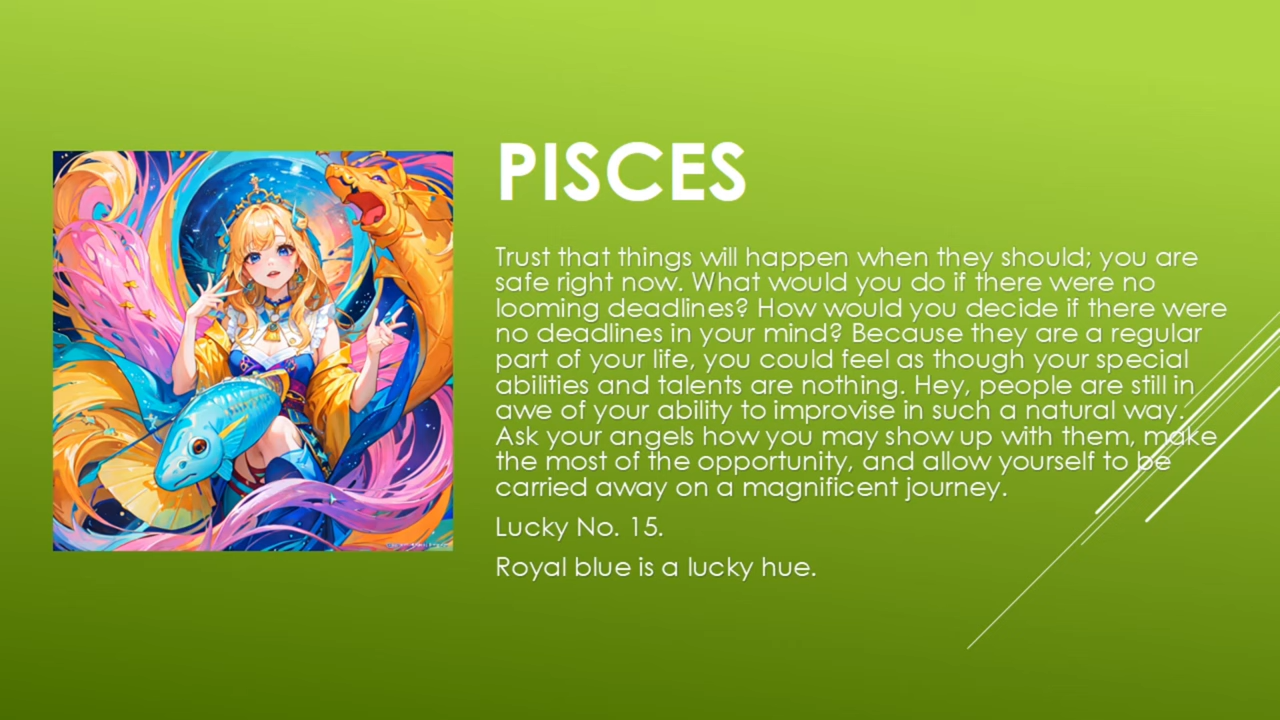 PISCES
Trust that things will happen when they should; you are
safe right now. What would you do if there were no
looming deadlines? How would you decide if there were
no deadlines in your mind? Because they are a regular
part of your life, you could feel as though your special
abilities and talents are nothing. Hey, people are still in
awe of your ability to improvise in such a natural way.
Ask your angels how you may show up with them, make
the most of the opportunity, and allow yourself to be
carried away on a magnificent journey.
Lucky No. 15.
Royal blue is a lucky hue.